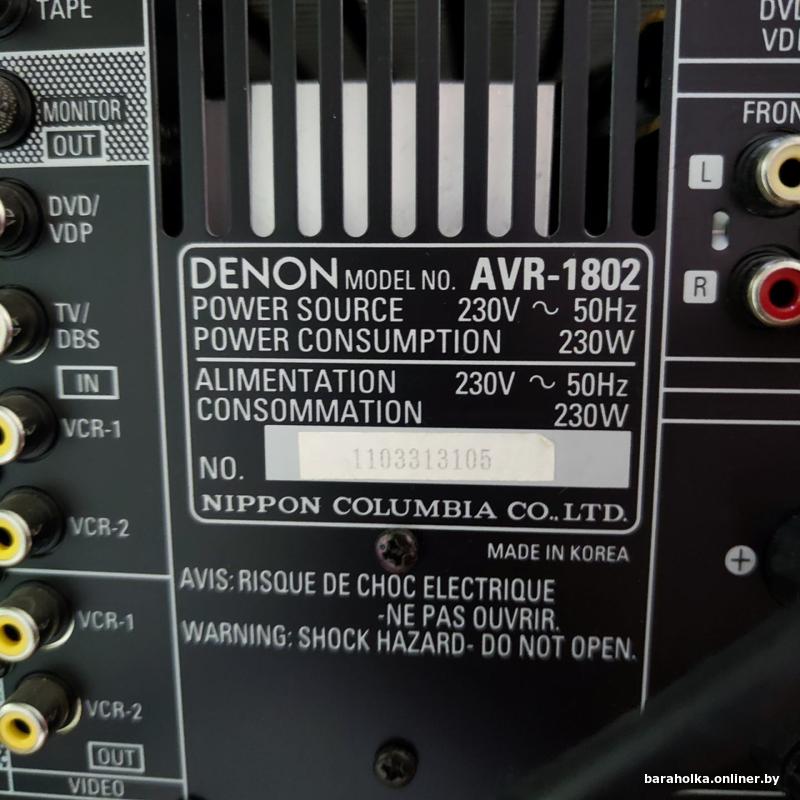 TAPE
MONITOR
OUT
DVD/
VDP
TV/
DBS
IN
VCR-1
VCR-2
VCR-1
VCR-2
OUT
VIDEO
DENON MODEL NO. AVR-1802
POWER SOURCE 230V ~ 50Hz
POWER CONSUMPTION 230W
ALIMENTATION 230V ~ 50Hz
CONSOMMATION 230W
NO. 1103313105
NIPPON COLUMBIA CO.,LTD.
MADE IN KOREA
AVIS: RISQUE DE CHOC ELECTRIQUE
-NE PAS OUVRIR.
WARNING: SHOCK HAZARD- DO NOT OPEN.
L
R
+
baraholka.onliner.by